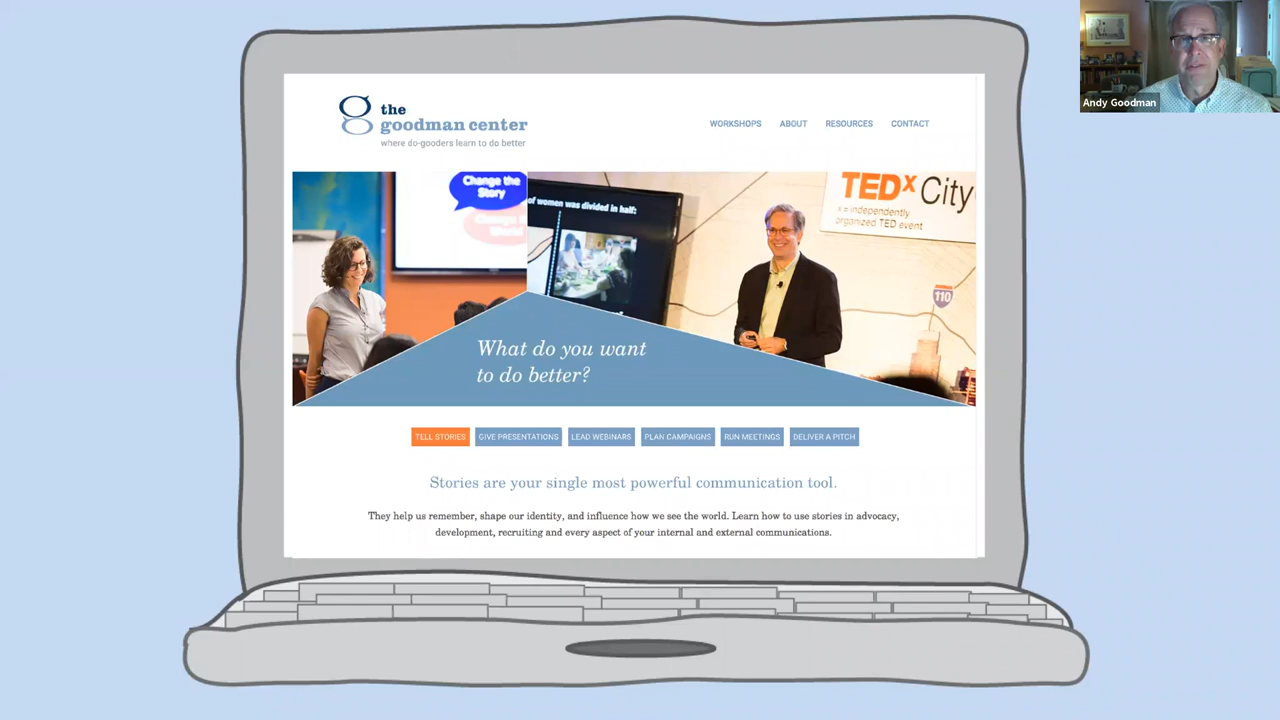 the
goodman center
where do-gooders learn to do better
WORKSHOPS ABOUT RESOURCES CONTACT
Andy Goodman
Change the
Story
of women was divided in half:
TEDx City
x = independently
organized TED event
110
What do you want
to do better?
TELL STORIES GIVE PRESENTATIONS LEAD WEBINARS PLAN CAMPAIGNS RUN MEETINGS DELIVER A PITCH
Stories are your single most powerful communication tool.
They help us remember, shape our identity, and influence how we see the world. Learn how to use stories in advocacy,
development, recruiting and every aspect of your internal and external communications.